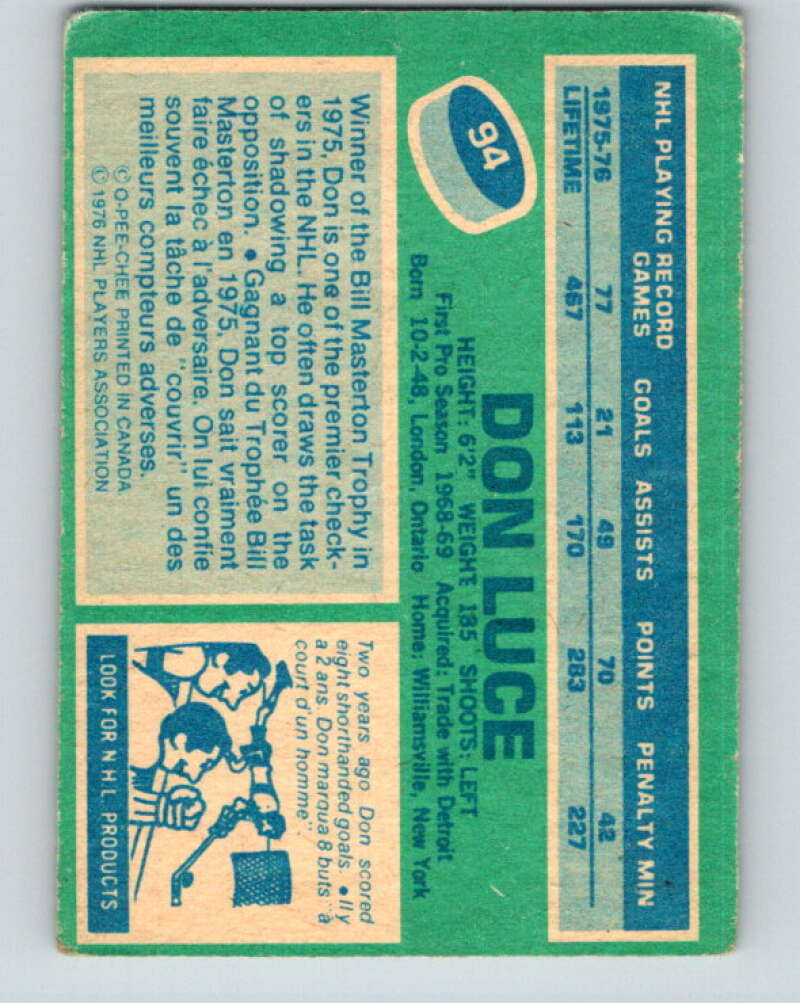 94
NHL PLAYING RECORD
GAMES GOALS ASSISTS POINTS PENALTY MIN
1975-76 77 21 49 70 42
LIFETIME 467 113 170 283 227
DON LUCE
HEIGHT: 6'2" WEIGHT 185 SHOOTS: LEFT
First Pro Season 1968-69 Acquired: Trade with Detroit
Born 10-2-48, London, Ontario Home: Williamsville, New York
Winner of the Bill Masterton Trophy in
1975, Don is one of the premier check-
ers in the NHL. He often draws the task
of shadowing a top scorer on the
opposition. • Gagnant du Trophée Bill
Masterton en 1975, Don sait vraiment
faire échec à l'adversaire. On lui confie
souvent la tâche de "couvrir" un des
meilleurs compteurs adverses.
© O-PEE-CHEE PRINTED IN CANADA
© 1976 NHL PLAYERS ASSOCIATION
Two years ago Don scored
eight shorthanded goals. • Il y
a 2 ans, Don marqua 8 buts "à
court d'un homme".
LOOK FOR N.H.L. PRODUCTS